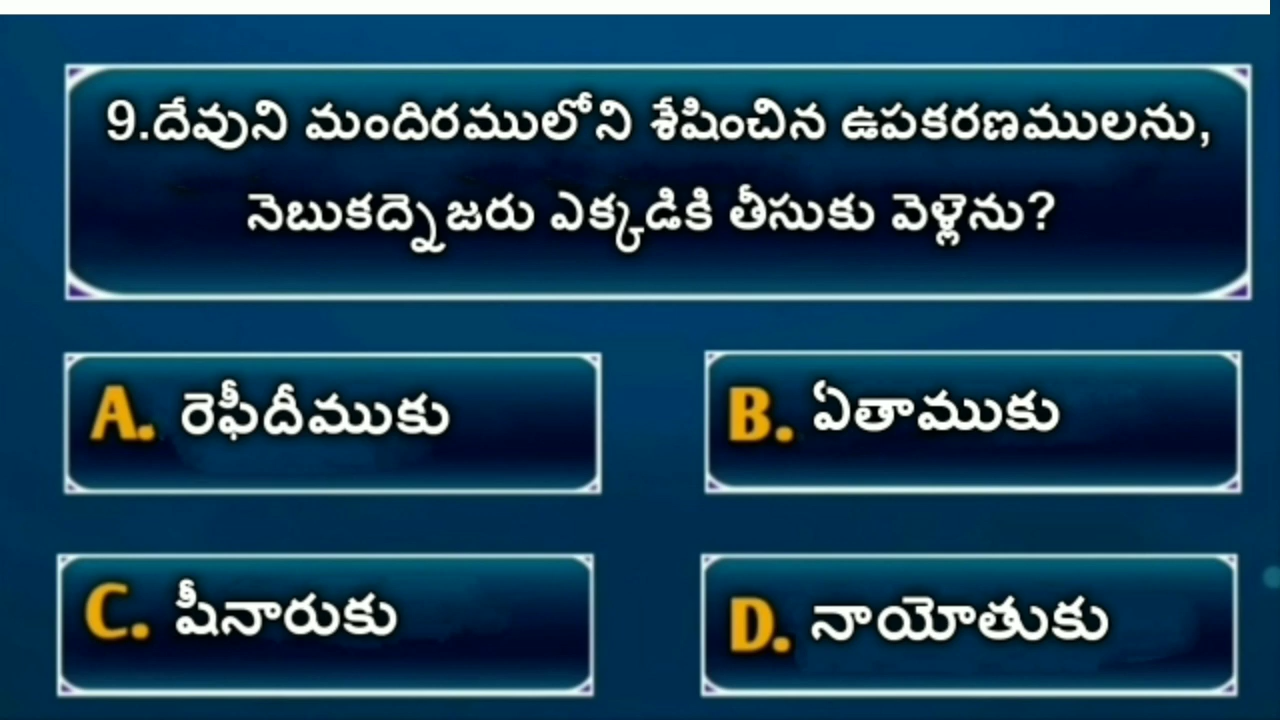 9.దేవుని మందిరములోని శేషించిన ఉపకరణములను,
నెబుకద్నెజరు ఎక్కడికి తీసుకు వెళ్లెను?
A. రెఫీదీముకు
B. ఏతాముకు
C. షీనారుకు
D. నాయోతుకు